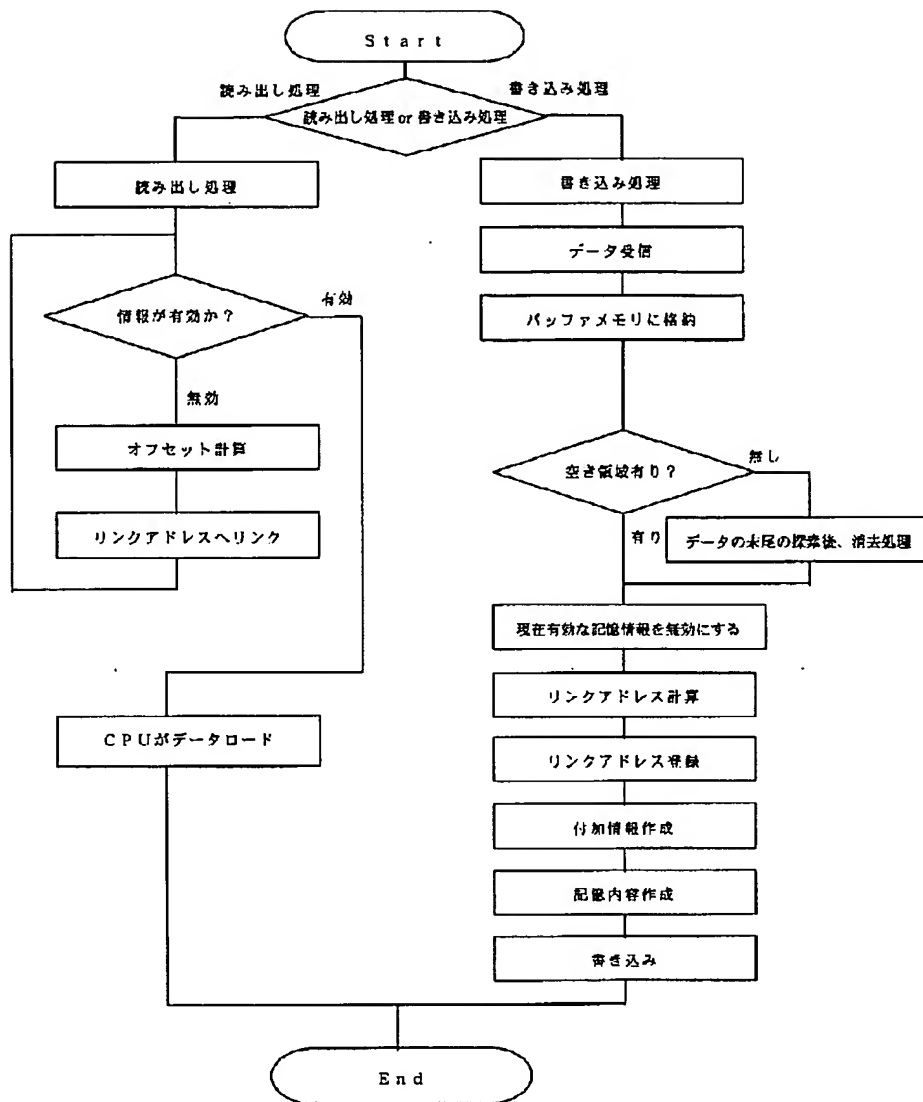 Start
読み出し処理
書き込み処理
読み出し処理or書き込み処理
読み出し処理
書き込み処理
データ受信
情報が有効か？
有効
バッファメモリに格納
無効
オフセット計算
空き領域有り？
無し
リンクアドレスへリンク
有り
データの末尾の探索後、消去処理
現在有効な記憶情報を無効にする
リンクアドレス計算
CPUがデータロード
リンクアドレス登録
付加情報作成
記憶内容作成
書き込み
End